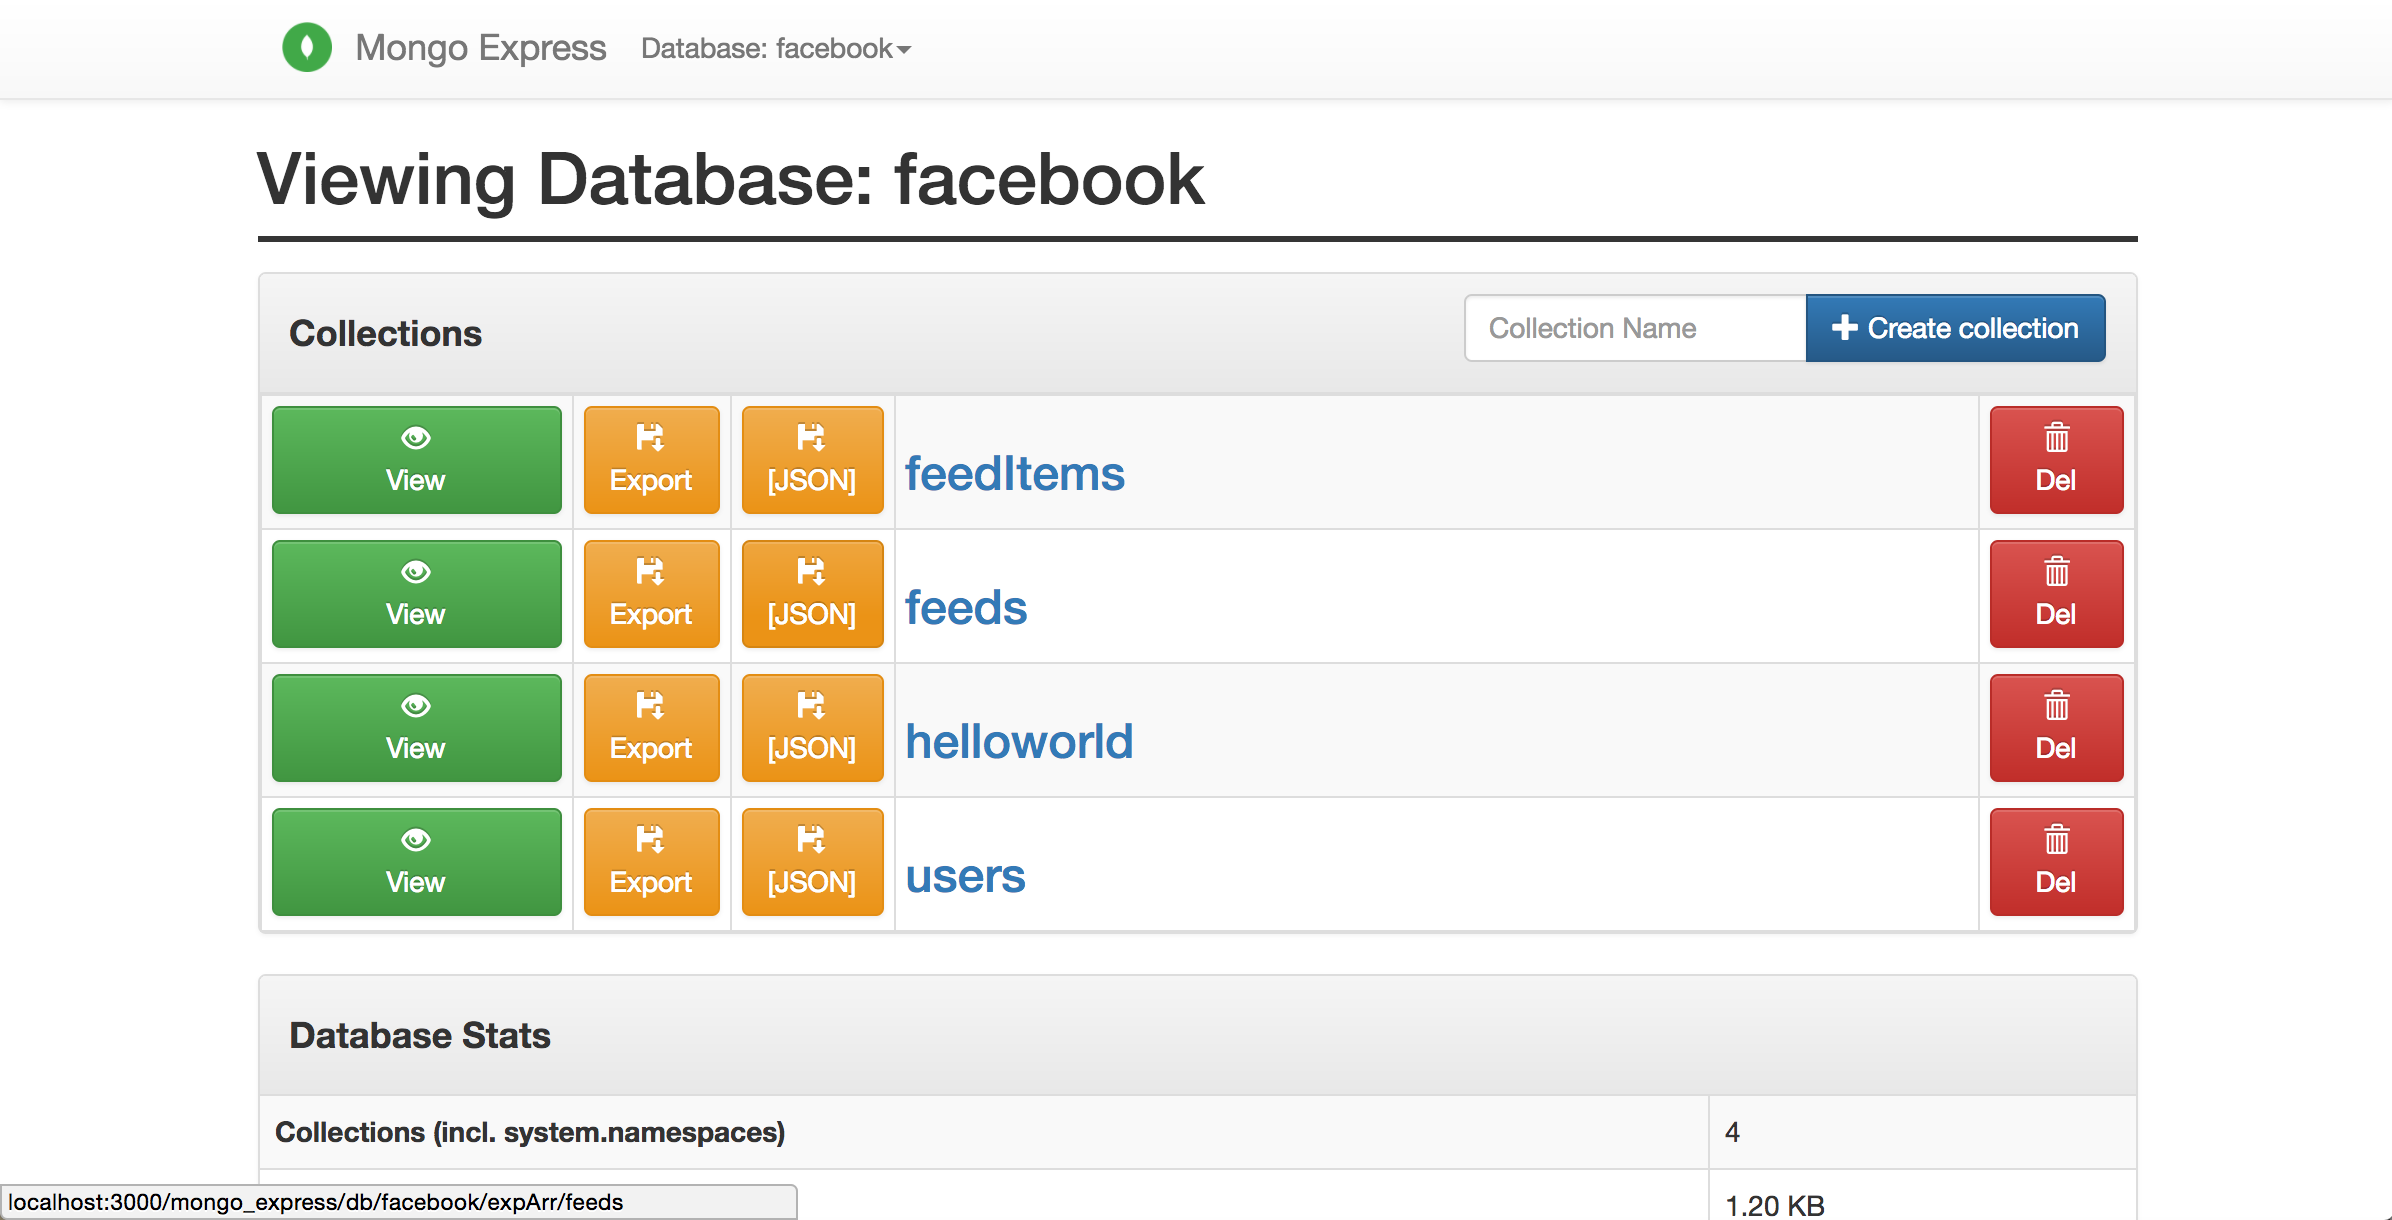 Mongo Express Database: facebook
Viewing Database: facebook
Collections
Collection Name Create collection
View Export [JSON] feedItems Del
View Export [JSON] feeds Del
View Export [JSON] helloworld Del
View Export [JSON] users Del
Database Stats
Collections (incl. system.namespaces) 4
1.20 KB
localhost:3000/mongo_express/db/facebook/expArr/feeds